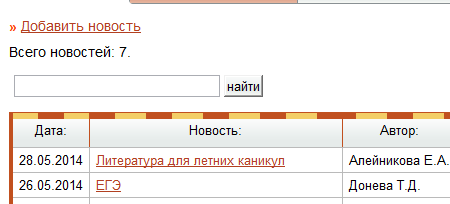 » Добавить новость
Всего новостей: 7.
найти
Дата: Новость: Автор:
28.05.2014 Литература для летних каникул Алейникова Е.А.
26.05.2014 ЕГЭ Донева Т.Д.